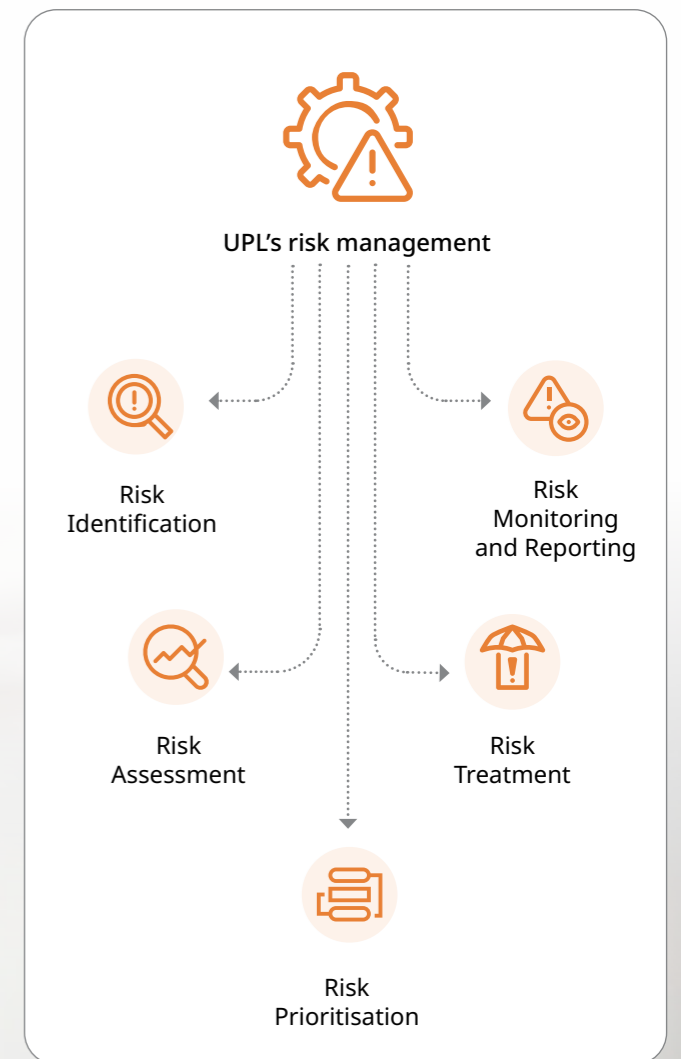 UPL’s risk management
Risk
Identification
Risk
Monitoring
and Reporting
Risk
Assessment
Risk
Treatment
Risk
Prioritisation